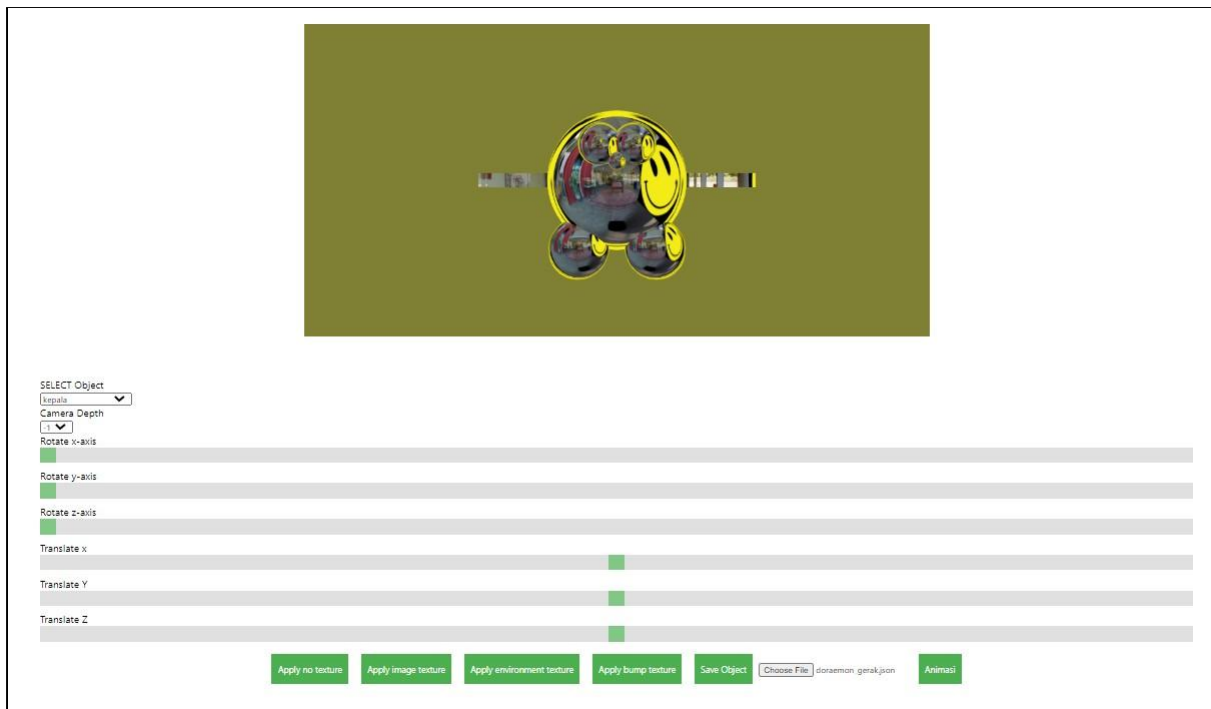 SELECT Object
kepala
Camera Depth
-1
Rotate x-axis
Rotate y-axis
Rotate z-axis
Translate x
Translate Y
Translate Z
Apply no texture Apply image texture Apply environment texture Apply bump texture Save Object Choose File doraemon_gerak.json Animasi